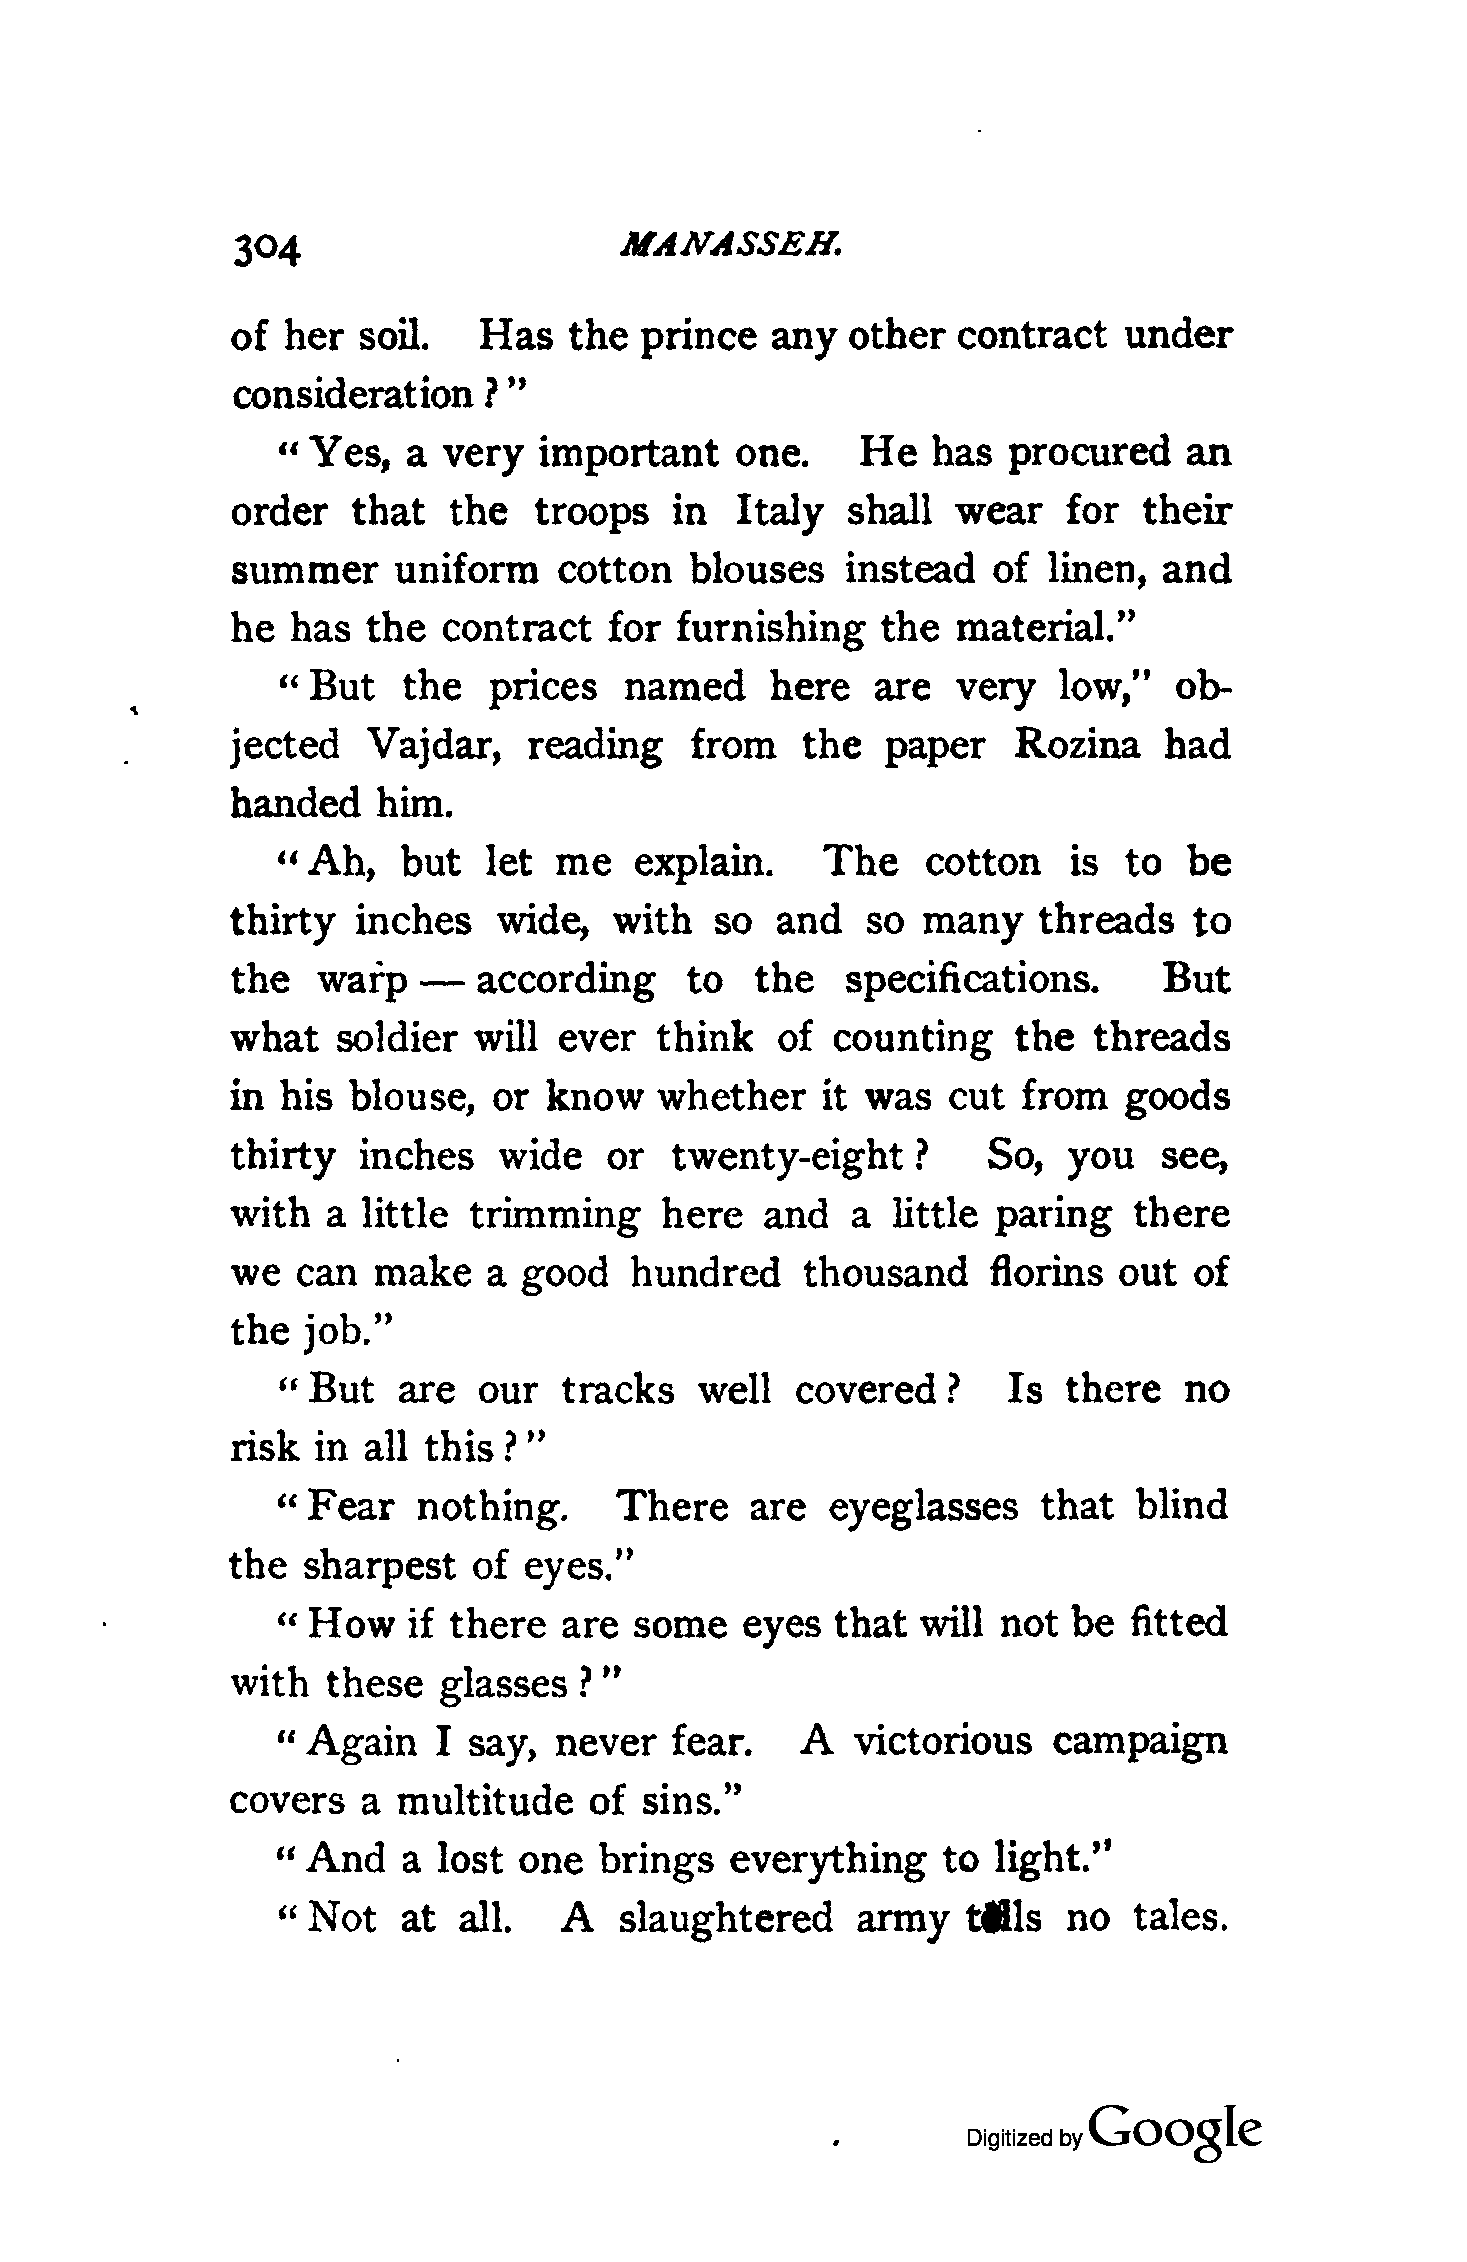 304 MANASSEH.
of her soil. Has the prince any other contract under
consideration?"
"Yes, a very important one. He has procured an
order that the troops in Italy shall wear for their
summer uniform cotton blouses instead of linen, and
he has the contract for furnishing the material."
"But the prices named here are very low," ob-
jected Vajdar, reading from the paper Rozina had
handed him.
"Ah, but let me explain. The cotton is to be
thirty inches wide, with so and so many threads to
the warp — according to the specifications. But
what soldier will ever think of counting the threads
in his blouse, or know whether it was cut from goods
thirty inches wide or twenty-eight? So, you see,
with a little trimming here and a little paring there
we can make a good hundred thousand florins out of
the job."
"But are our tracks well covered? Is there no
risk in all this?"
"Fear nothing. There are eyeglasses that blind
the sharpest of eyes."
"How if there are some eyes that will not be fitted
with these glasses?"
"Again I say, never fear. A victorious campaign
covers a multitude of sins."
"And a lost one brings everything to light."
"Not at all. A slaughtered army tells no tales.
Digitized by Google